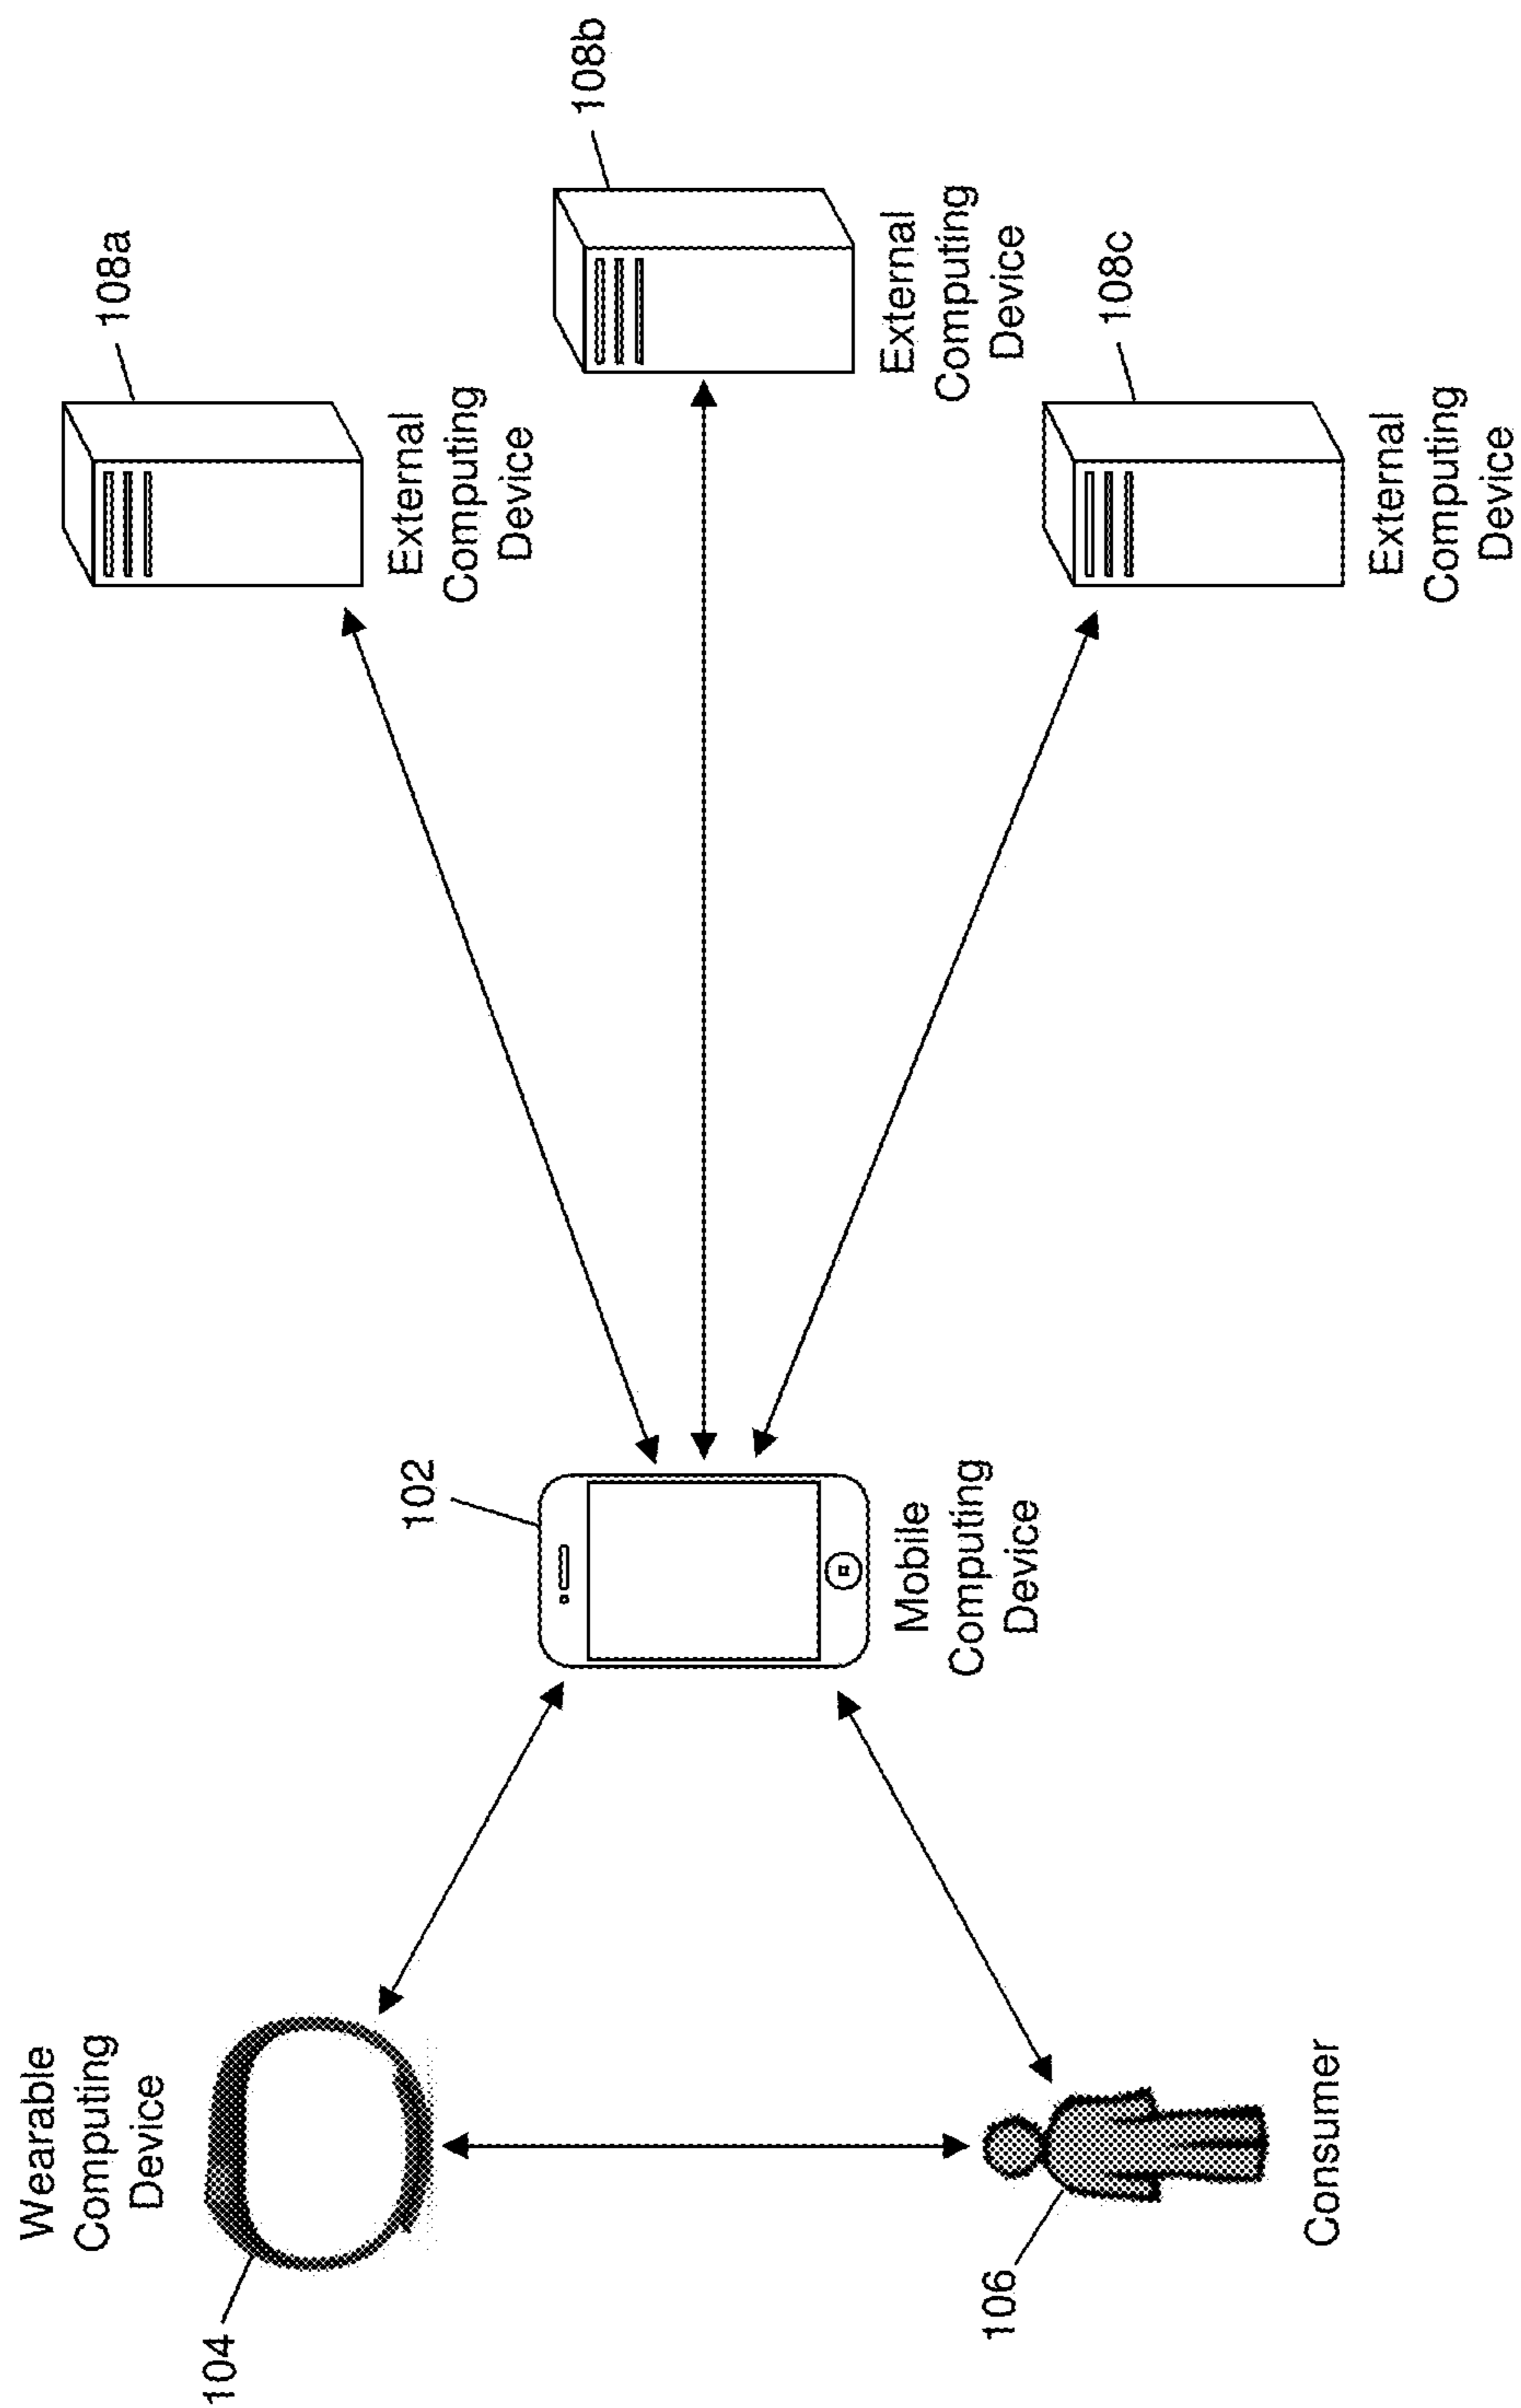 Wearable
Computing
Device
104
106
Consumer
102
Mobile
Computing
Device
108a
External
Computing
Device
108b
External
Computing
Device
108c
External
Computing
Device